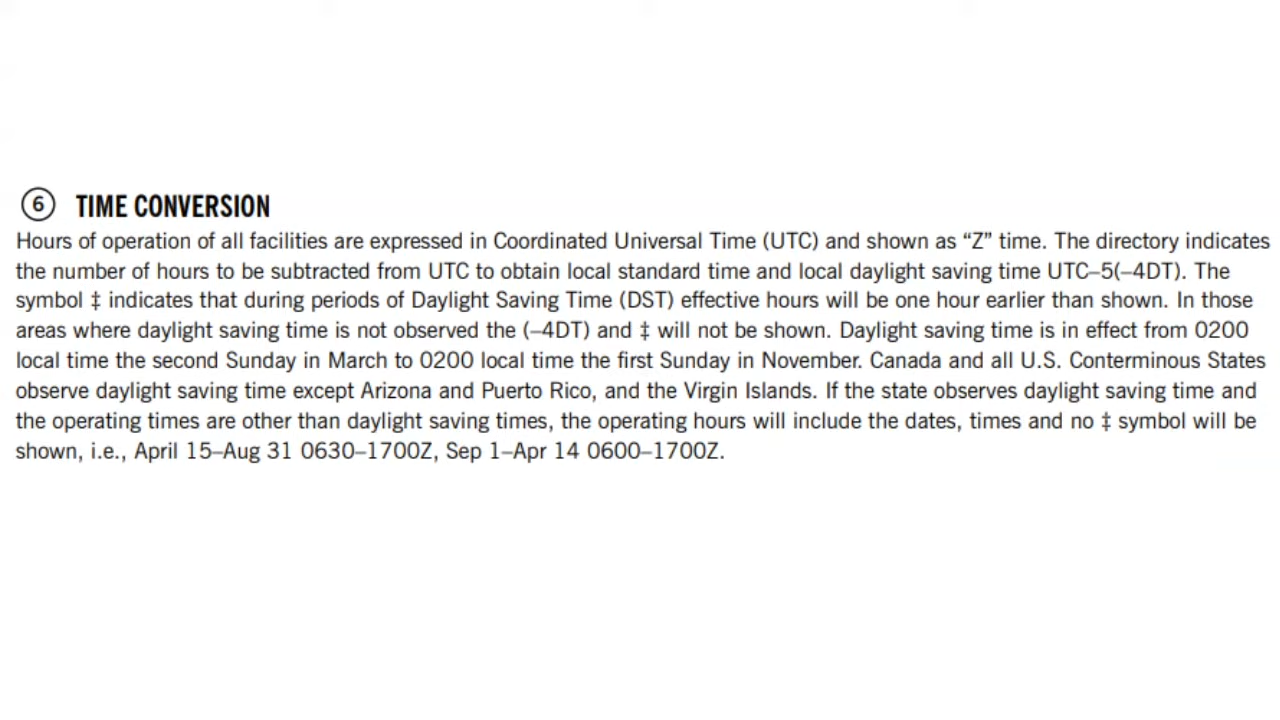 6 TIME CONVERSION
Hours of operation of all facilities are expressed in Coordinated Universal Time (UTC) and shown as “Z” time. The directory indicates
the number of hours to be subtracted from UTC to obtain local standard time and local daylight saving time UTC–5(–4DT). The
symbol ‡ indicates that during periods of Daylight Saving Time (DST) effective hours will be one hour earlier than shown. In those
areas where daylight saving time is not observed the (–4DT) and ‡ will not be shown. Daylight saving time is in effect from 0200
local time the second Sunday in March to 0200 local time the first Sunday in November. Canada and all U.S. Conterminous States
observe daylight saving time except Arizona and Puerto Rico, and the Virgin Islands. If the state observes daylight saving time and
the operating times are other than daylight saving times, the operating hours will include the dates, times and no ‡ symbol will be
shown, i.e., April 15–Aug 31 0630–1700Z, Sep 1–Apr 14 0600–1700Z.